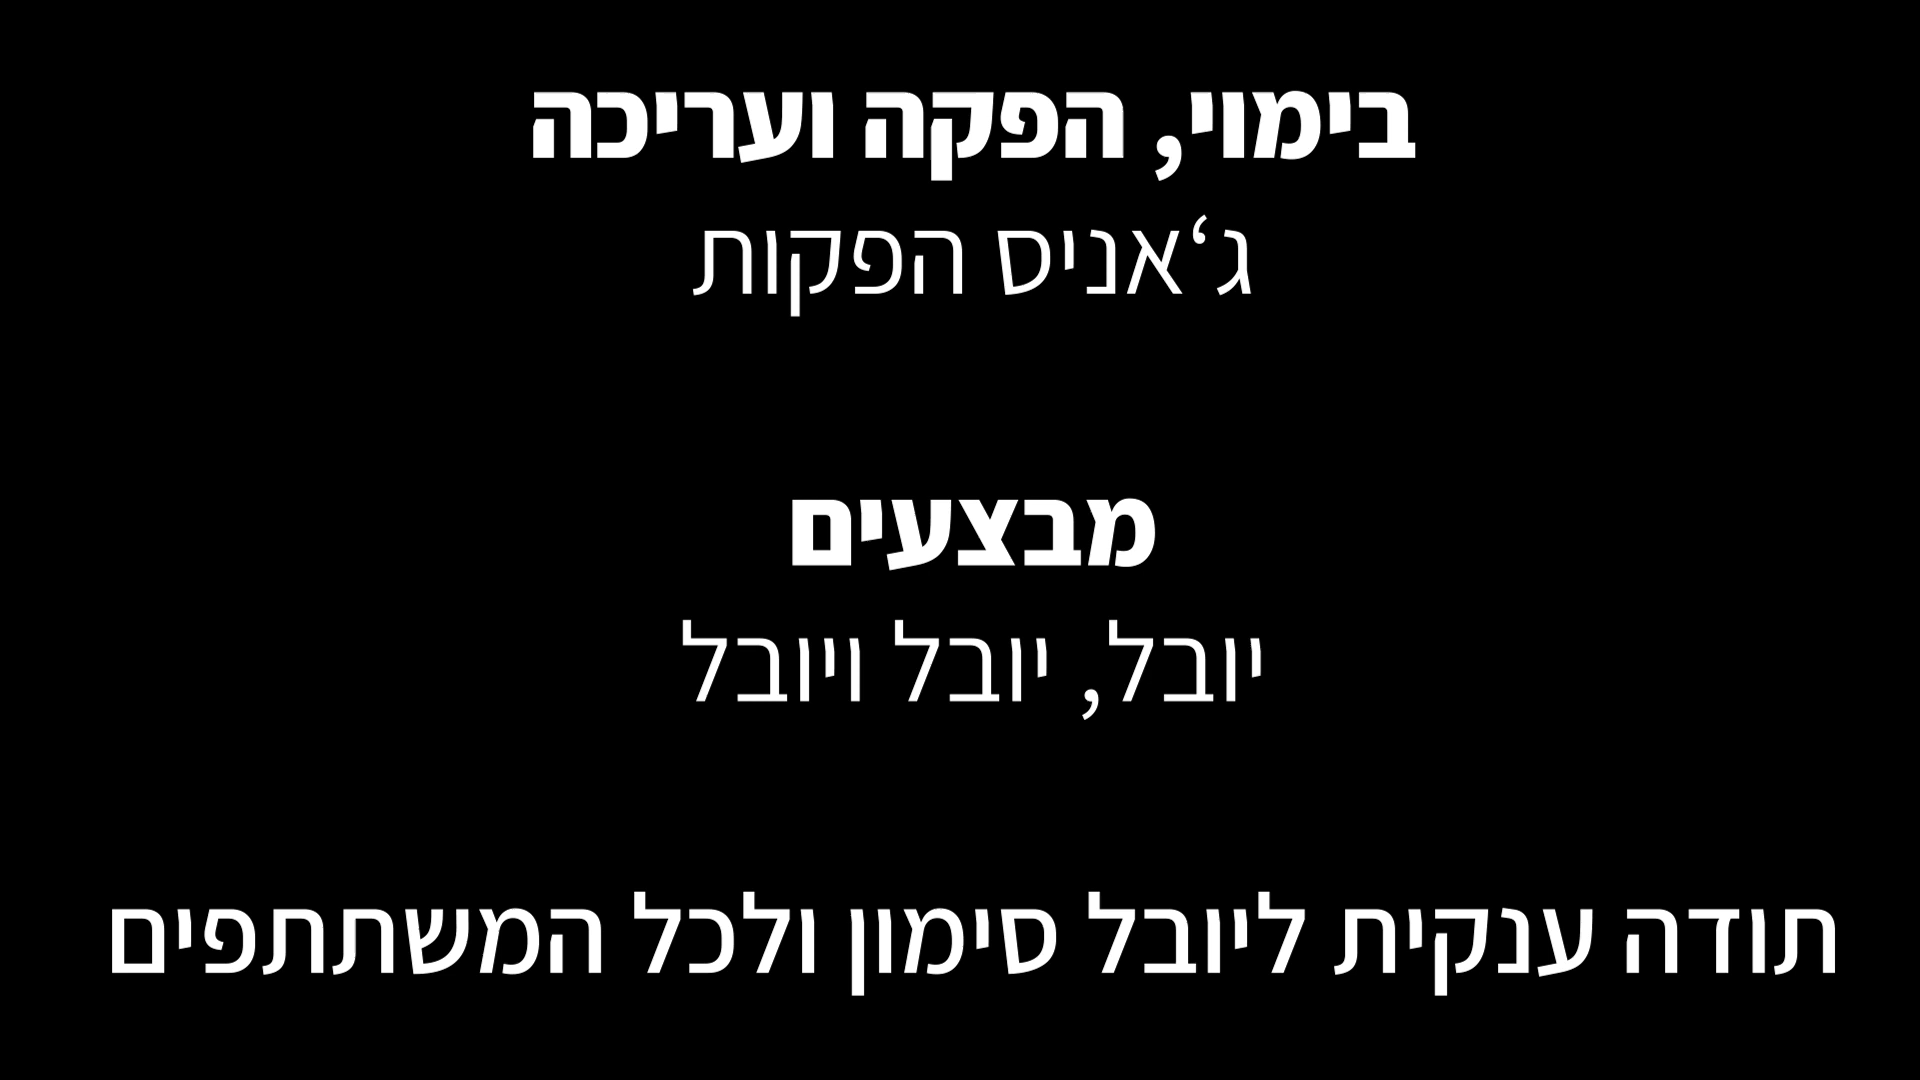 בימוי, הפקה ועריכה
ג‘אניס הפקות
מבצעים
יובל, יובל ויובל
תודה ענקית ליובל סימון ולכל המשתתפים